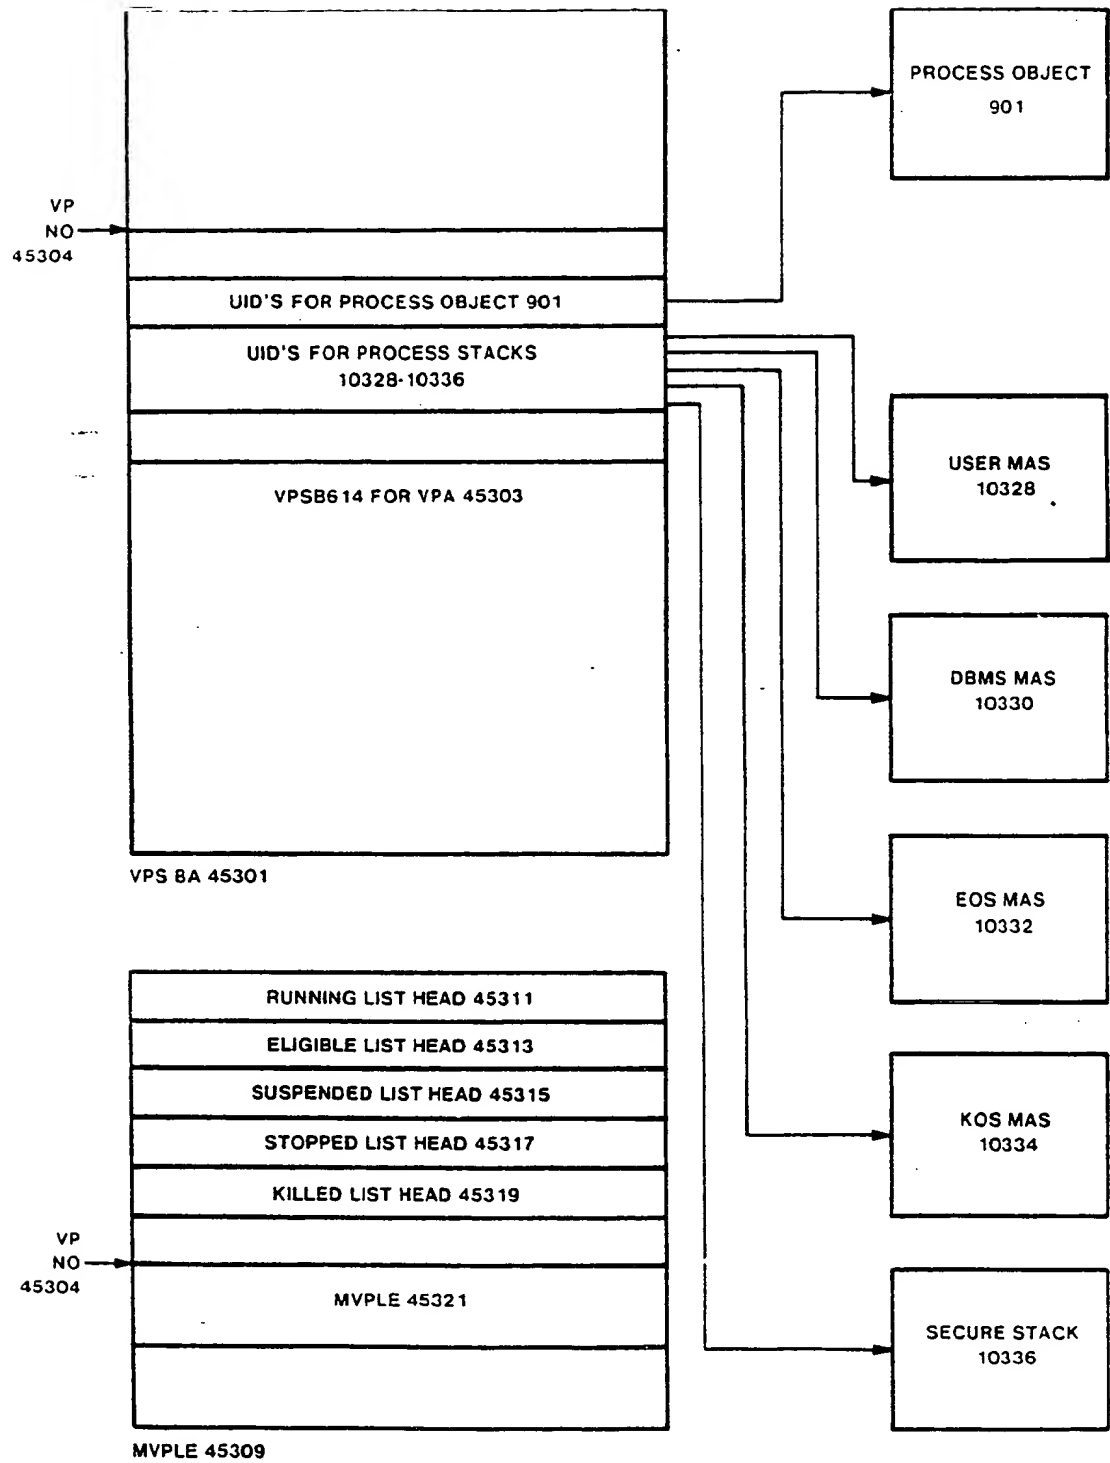 PROCESS OBJECT
901
VP
NO
45304
UID'S FOR PROCESS OBJECT 901
UID'S FOR PROCESS STACKS
10328-10336
VPSB614 FOR VPA 45303
USER MAS
10328
DBMS MAS
10330
VPS BA 45301
EOS MAS
10332
RUNNING LIST HEAD 45311
ELIGIBLE LIST HEAD 45313
SUSPENDED LIST HEAD 45315
STOPPED LIST HEAD 45317
KILLED LIST HEAD 45319
KOS MAS
10334
VP
NO
45304
MVPLE 45321
SECURE STACK
10336
MVPLE 45309